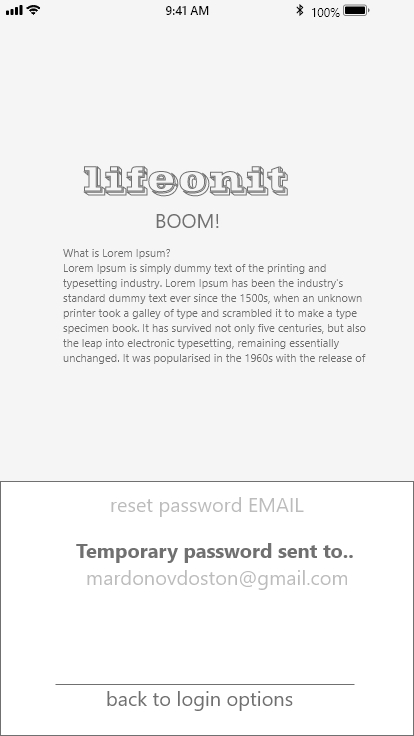 9:41 AM 100%
lifeonit
BOOM!
What is Lorem Ipsum?
Lorem Ipsum is simply dummy text of the printing and
typesetting industry. Lorem Ipsum has been the industry's
standard dummy text ever since the 1500s, when an unknown
printer took a galley of type and scrambled it to make a type
specimen book. It has survived not only five centuries, but also
the leap into electronic typesetting, remaining essentially
unchanged. It was popularised in the 1960s with the release of
reset password EMAIL
Temporary password sent to..
mardonovdoston@gmail.com
back to login options